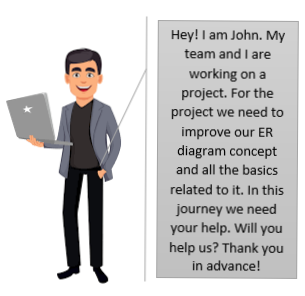 Hey! I am John. My
team and I are
working on a
project. For the
project we need to
improve our ER
diagram concept
and all the basics
related to it. In this
journey we need
your help. Will you
help us? Thank you
in advance!